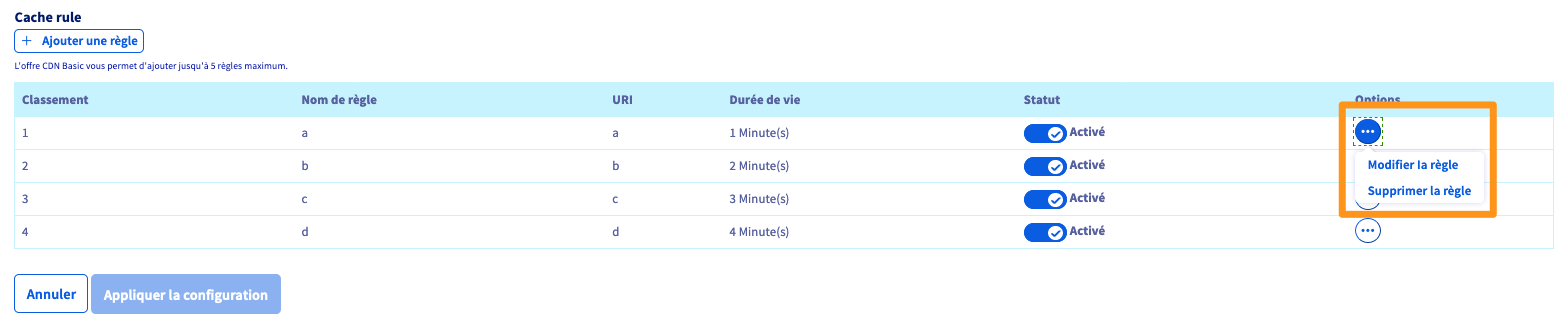 Cache rule
+ Ajouter une règle
L'offre CDN Basic vous permet d'ajouter jusqu'à 5 règles maximum.
Classement Nom de règle URI Durée de vie Statut Options
1 a a 1 Minute(s) Activé
2 b b 2 Minute(s) Activé
Modifier la règle
3 c c 3 Minute(s) Activé
Supprimer la règle
4 d d 4 Minute(s) Activé
Annuler Appliquer la configuration